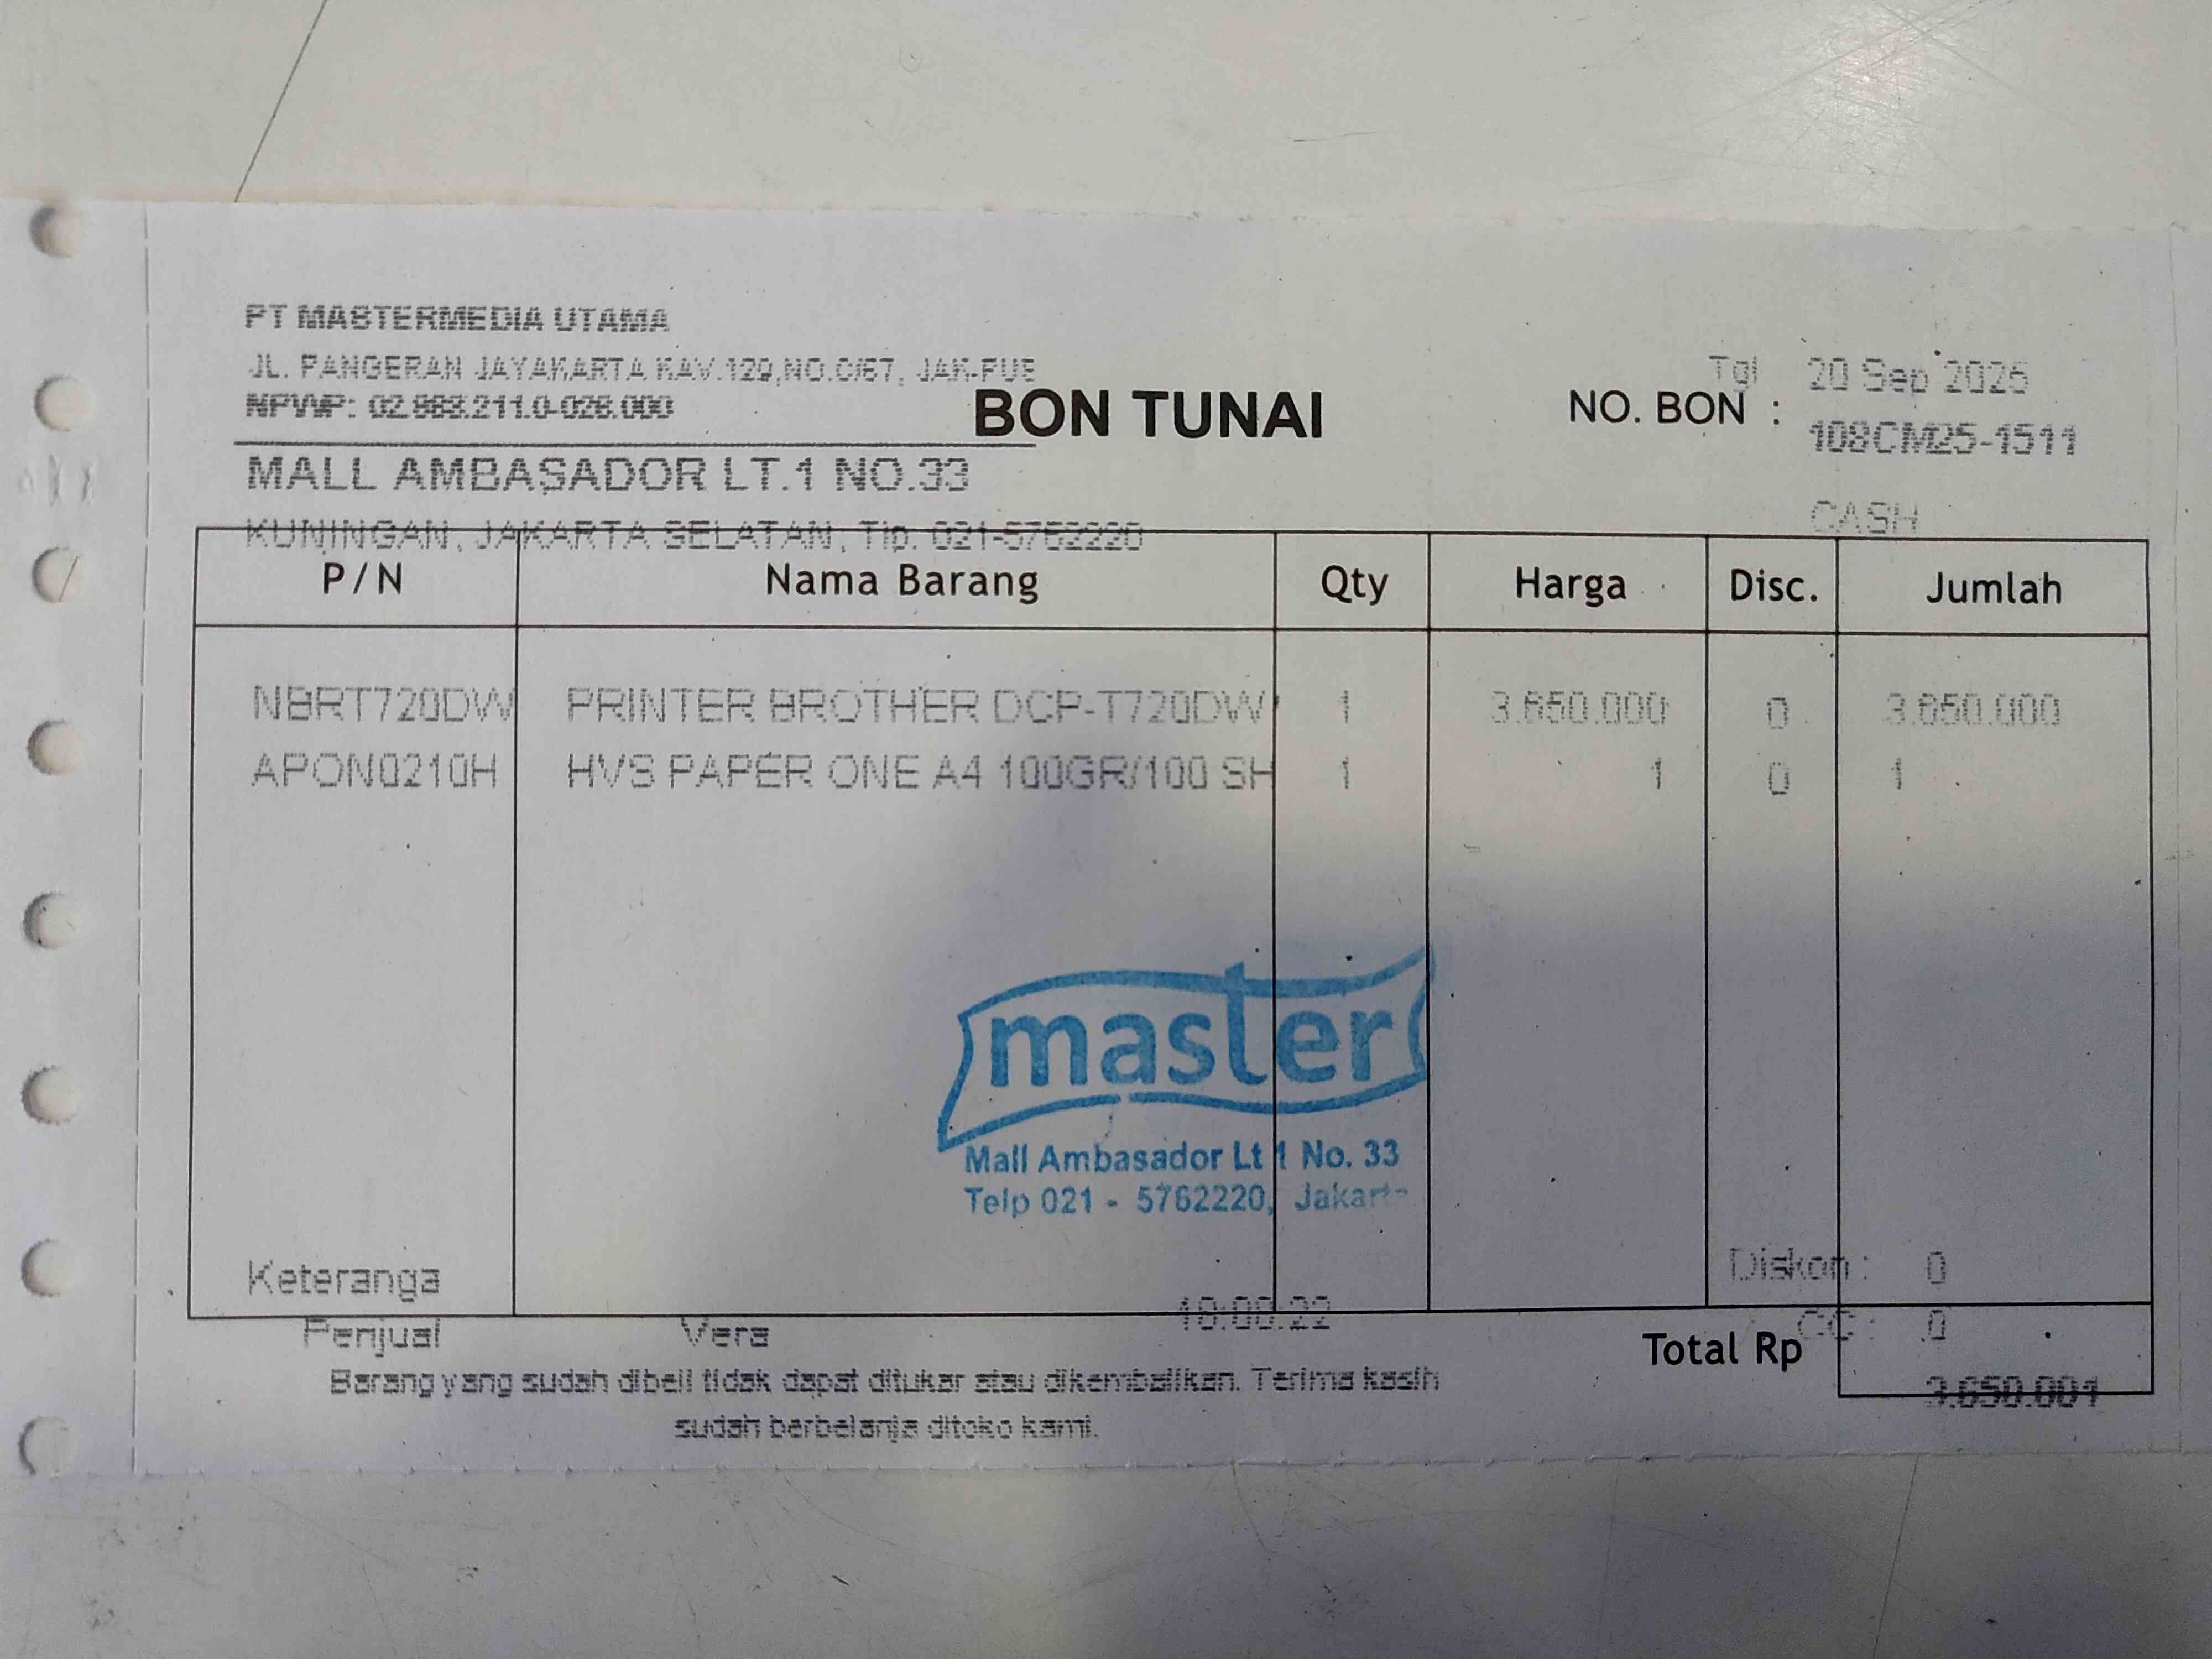 PT MASTERMEDIA UTAMA
JL. PANGERAN JAYAKARTA KAV.129,NO.C/67, JAK-PUS
NPWP: 02.983.211.0-026.000
BON TUNAI
Tgl 20 Sep 2025
NO. BON : 108CM25-1511
MALL AMBASADOR LT.1 NO.33
CASH
KUNINGAN, JAKARTA SELATAN, Tlp. 021-5762220
P/N Nama Barang Qty Harga Disc. Jumlah
NBRT720DW PRINTER BROTHER DCP-T720DW 1 3.650.000 0 3.650.000
APON0210H HVS PAPER ONE A4 100GR/100 SH 1 1 0 1
master
Mall Ambasador Lt 1 No. 33
Telp 021 - 5762220, Jakarta
Keteranga
Diskon : 0
Penjual Vera
CC : 0
Total Rp 3.650.001
Barang yang sudah dibeli tidak dapat ditukar atau dikembalikan. Terima kasih
sudah berbelanja ditoko kami.